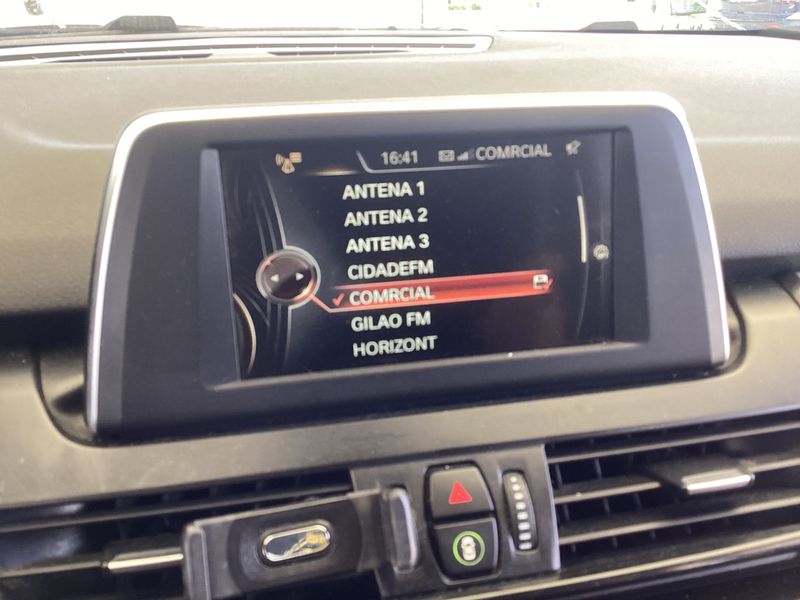 16:41 COMRCIAL
ANTENA 1
ANTENA 2
ANTENA 3
CIDADEFM
COMRCIAL
GILAO FM
HORIZONT